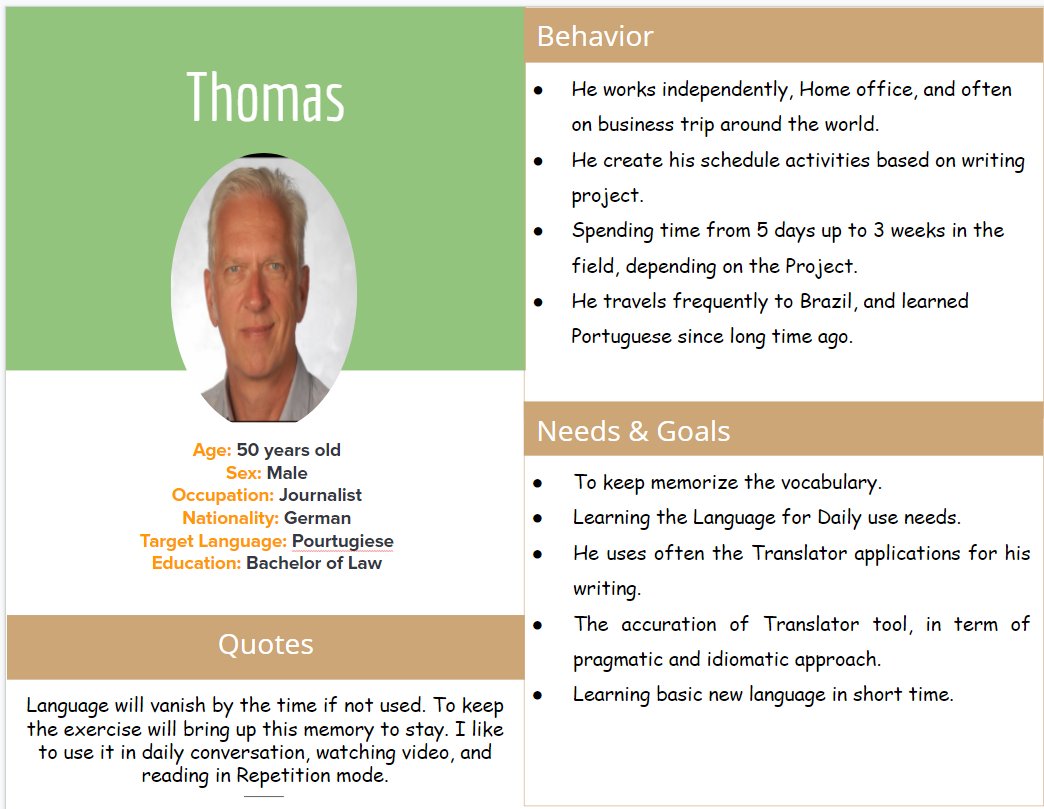 Thomas
Age: 50 years old
Sex: Male
Occupation: Journalist
Nationality: German
Target Language: Pourtugiese
Education: Bachelor of Law
Quotes
Language will vanish by the time if not used. To keep
the exercise will bring up this memory to stay. I like
to use it in daily conversation, watching video, and
reading in Repetition mode.
Behavior
● He works independently, Home office, and often
on business trip around the world.
● He create his schedule activities based on writing
project.
● Spending time from 5 days up to 3 weeks in the
field, depending on the Project.
● He travels frequently to Brazil, and learned
Portuguese since long time ago.
Needs & Goals
● To keep memorize the vocabulary.
● Learning the Language for Daily use needs.
● He uses often the Translator applications for his
writing.
● The accuration of Translator tool, in term of
pragmatic and idiomatic approach.
● Learning basic new language in short time.